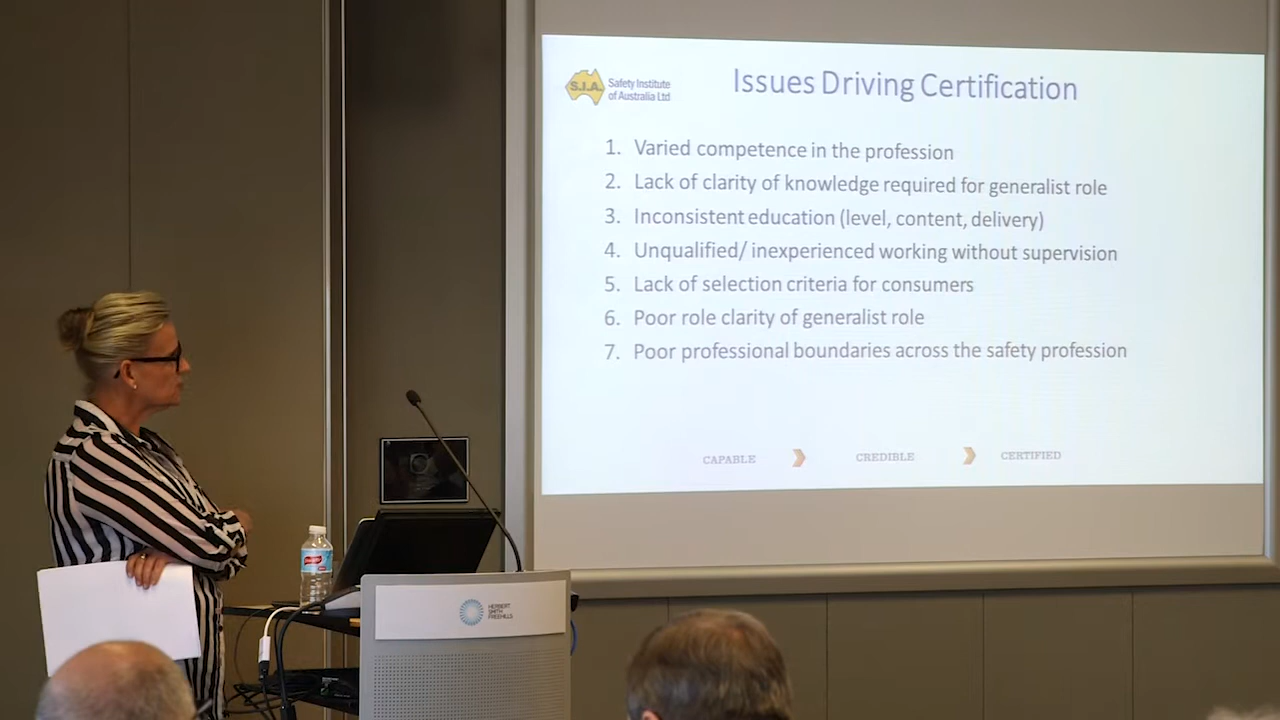 S.I.A.
Safety Institute
of Australia Ltd
Issues Driving Certification
1. Varied competence in the profession
2. Lack of clarity of knowledge required for generalist role
3. Inconsistent education (level, content, delivery)
4. Unqualified/ inexperienced working without supervision
5. Lack of selection criteria for consumers
6. Poor role clarity of generalist role
7. Poor professional boundaries across the safety profession
CAPABLE CREDIBLE CERTIFIED
HERBERT
SMITH
FREEHILLS